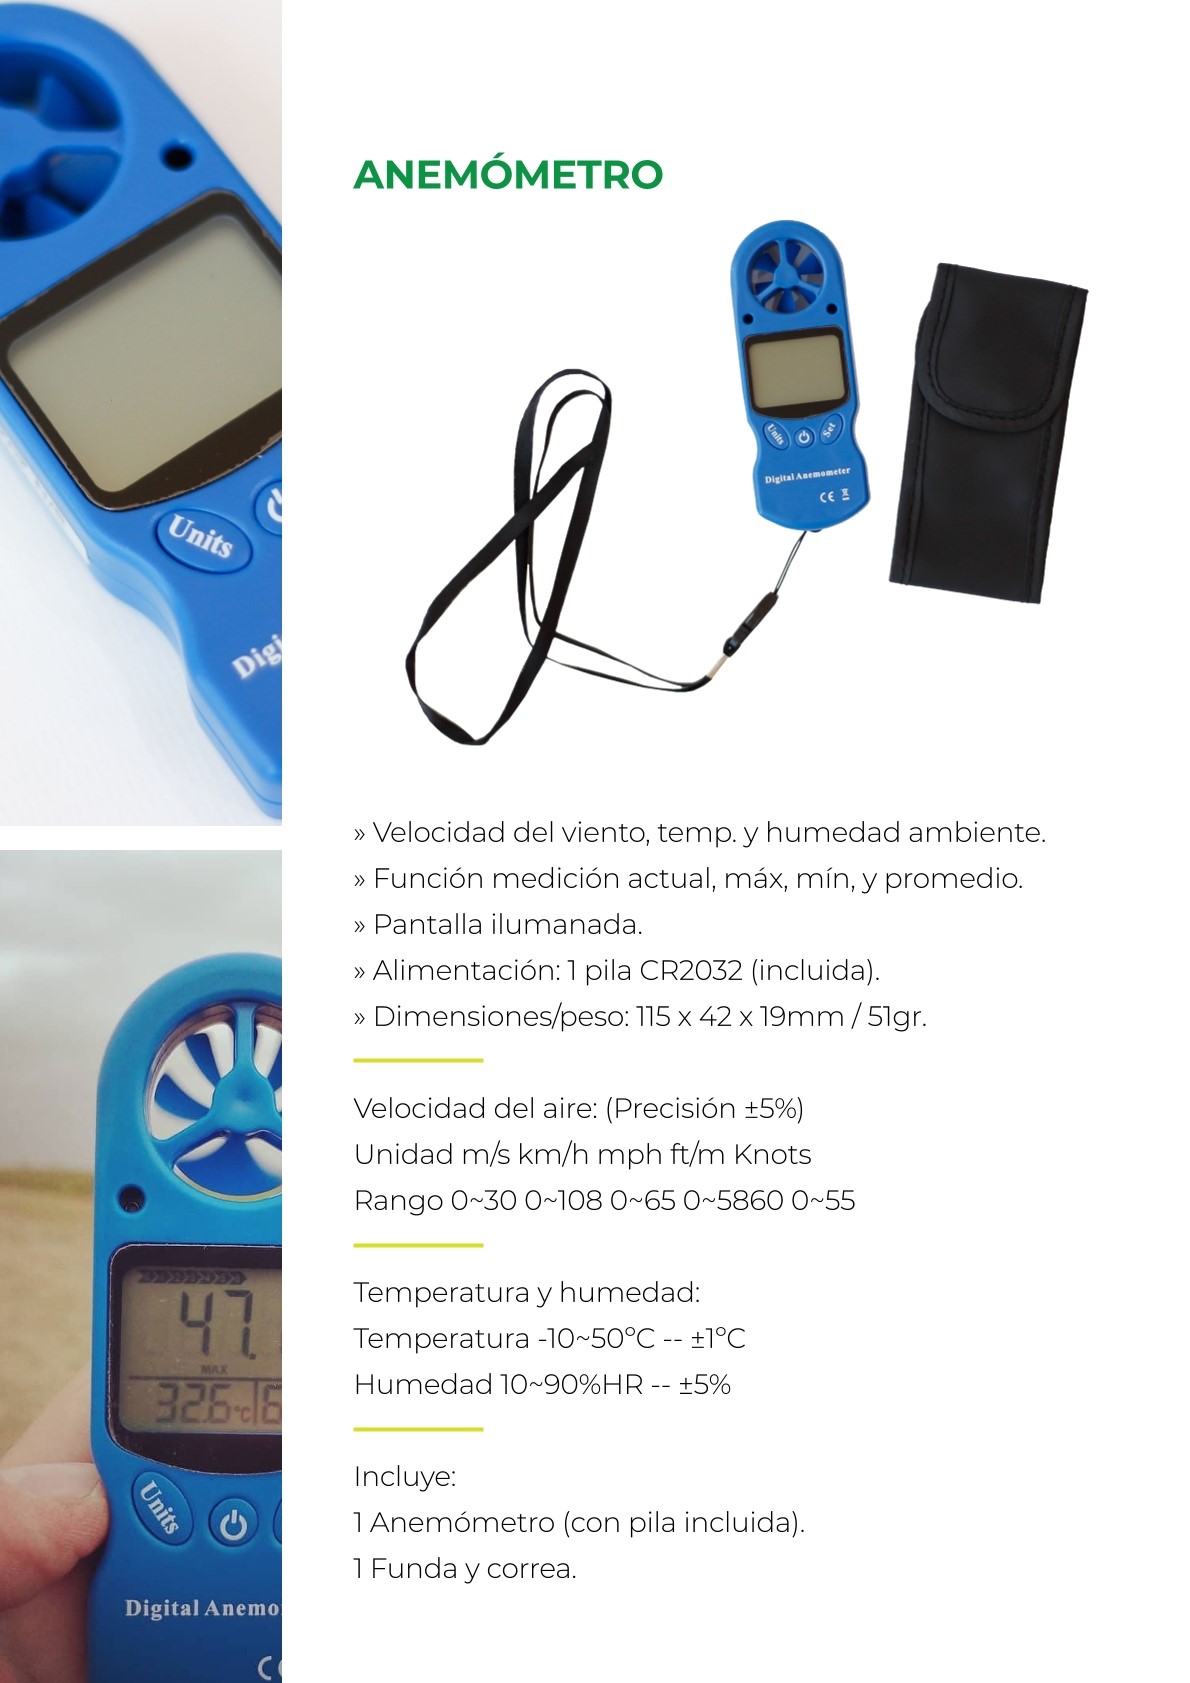 ANEMÓMETRO
Units
Digital Anemometer
Units
Set
Digital Anemometer
CE
» Velocidad del viento, temp. y humedad ambiente.
» Función medición actual, máx, mín, y promedio.
» Pantalla ilumanada.
» Alimentación: 1 pila CR2032 (incluida).
» Dimensiones/peso: 115 x 42 x 19mm / 51gr.
Velocidad del aire: (Precisión ±5%)
Unidad m/s km/h mph ft/m Knots
Rango 0~30 0~108 0~65 0~5860 0~55
Temperatura y humedad:
Temperatura -10~50ºC -- ±1ºC
Humedad 10~90%HR -- ±5%
Incluye:
1 Anemómetro (con pila incluida).
1 Funda y correa.
47.
MAX
32.6 °C
Units
Digital Anemo